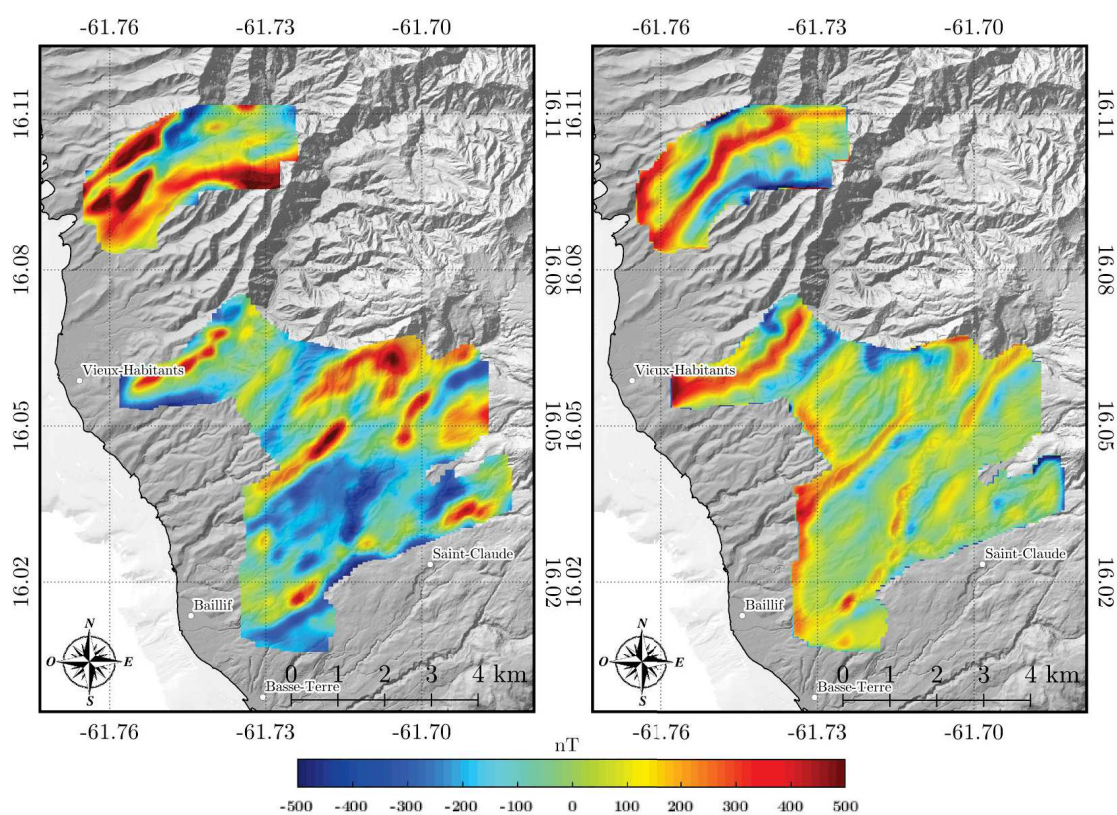 -61.76 -61.73 -61.70 -61.76 -61.73 -61.70
16.11 16.11 16.11 16.11
16.08 16.08 16.08 16.08
Vieux-Habitants Vieux-Habitants
16.05 16.05 16.05 16.05
Saint-Claude Saint-Claude
16.02 16.02 16.02 16.02
Baillif Baillif
N N
O E O E
S S
0 1 2 3 4 km 0 1 2 3 4 km
Basse-Terre Basse-Terre
-61.76 -61.73 -61.70 -61.76 -61.73 -61.70
nT
-500 -400 -300 -200 -100 0 100 200 300 400 500